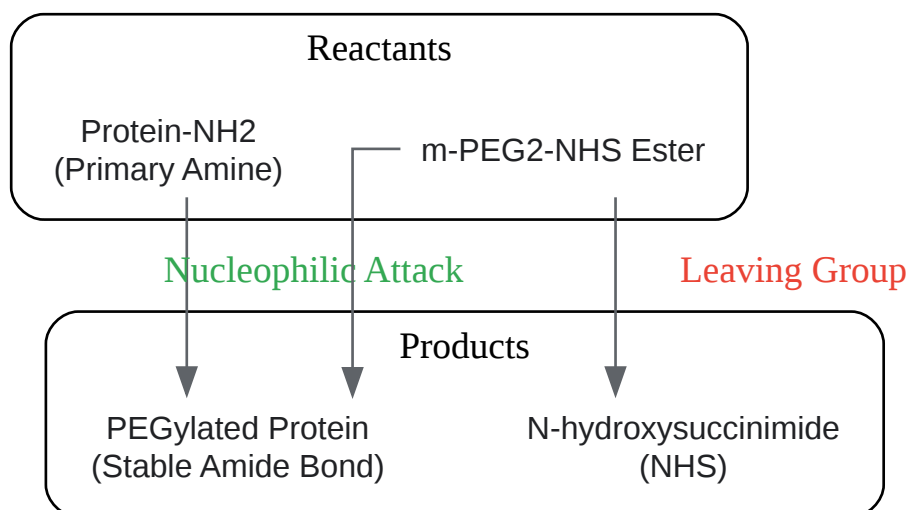 Reactants
Protein-NH2
(Primary Amine)
m-PEG2-NHS Ester
Nucleophilic Attack
Leaving Group
Products
PEGylated Protein
(Stable Amide Bond)
N-hydroxysuccinimide
(NHS)